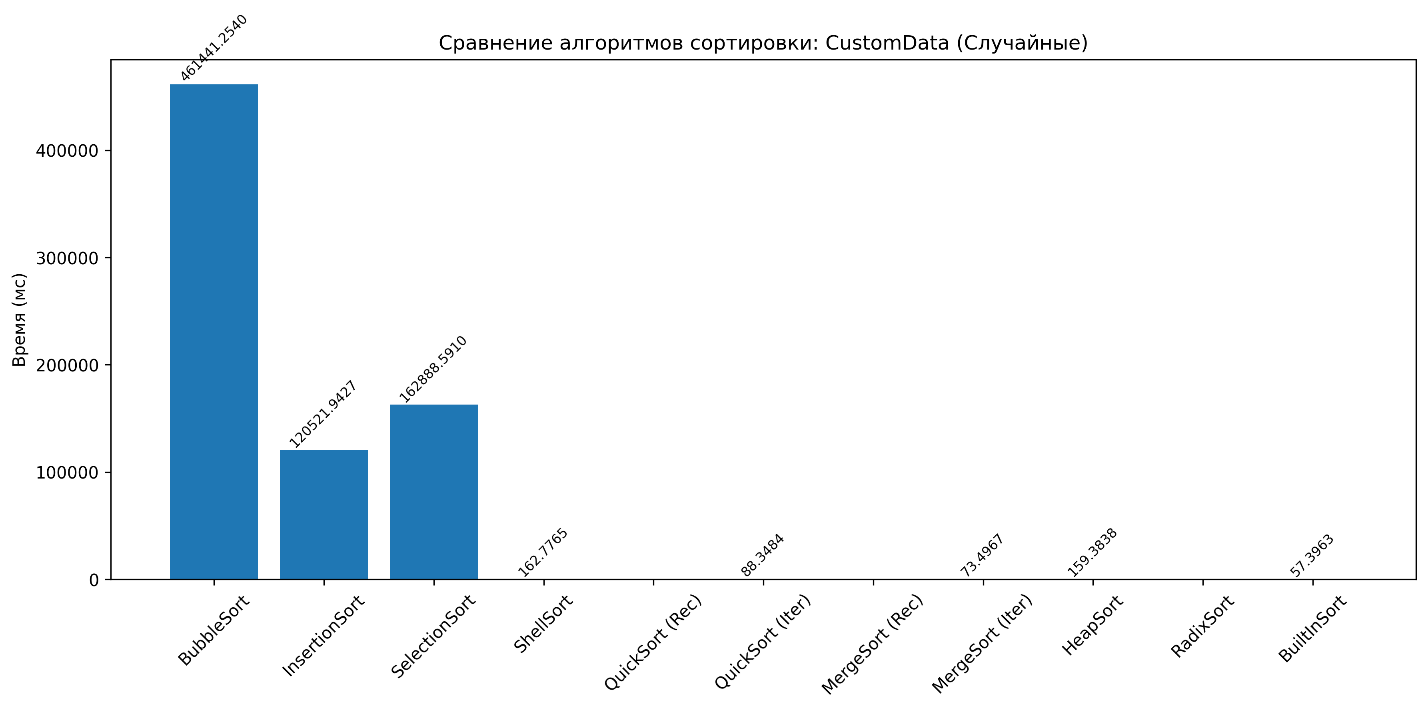 Сравнение алгоритмов сортировки: CustomData (Случайные)
Время (мс)
400000
300000
200000
100000
0
461441.2540
120521.9427
162888.5910
162.7765
88.3484
73.4967
159.3838
57.3963
BubbleSort
InsertionSort
SelectionSort
ShellSort
QuickSort (Rec)
QuickSort (Iter)
MergeSort (Rec)
MergeSort (Iter)
HeapSort
RadixSort
BuiltInSort